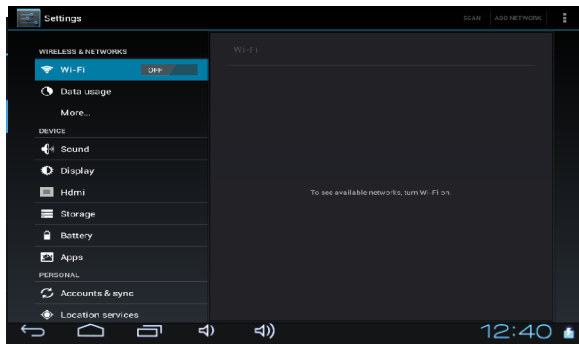 Settings
SCAN
ADD NETWORK
WIRELESS & NETWORKS
Wi-Fi
OFF
Data usage
More...
DEVICE
Sound
Display
Hdmi
Storage
Battery
Apps
PERSONAL
Accounts & sync
Location services
Wi-Fi
To see available networks, turn Wi-Fi on
12:40